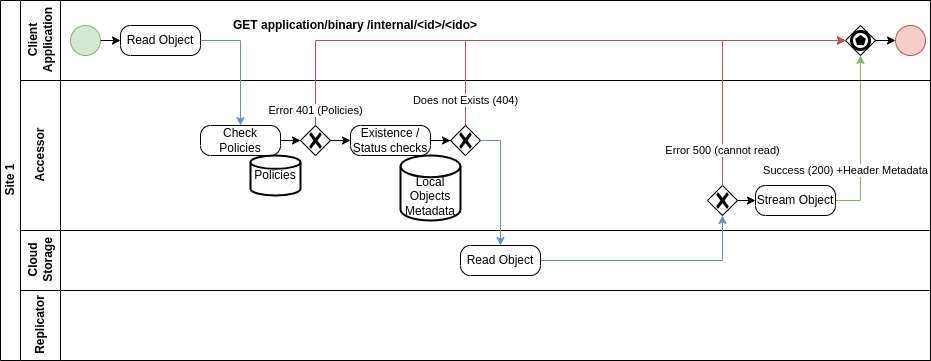 GET application/binary /internal/<id>/<ido>
Site 1
Client
Application
Read Object
Accessor
Error 401 (Policies)
Does not Exists (404)
Check
Policies
Policies
Existence /
Status checks
Local
Objects
Metadata
Error 500 (cannot read)
Success (200) +Header Metadata
Stream Object
Cloud
Storage
Read Object
Replicator